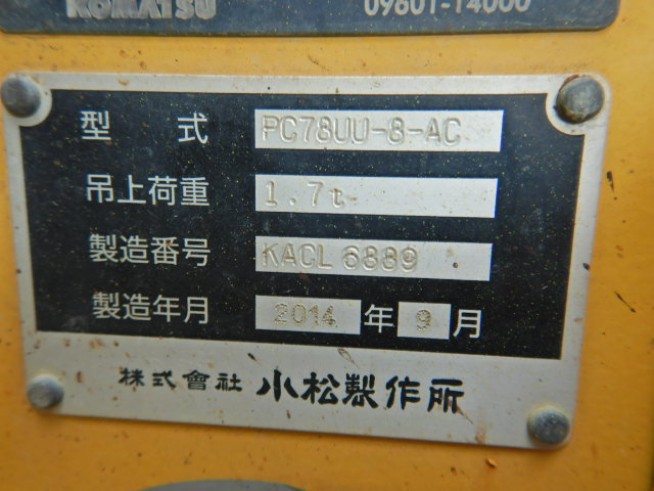 KOMATSU 09601-14000
型 式 PC78UU-8-AC
吊上荷重 1.7t
製造番号 KACL 6889
製造年月 2014 年 9 月
株式會社 小松製作所